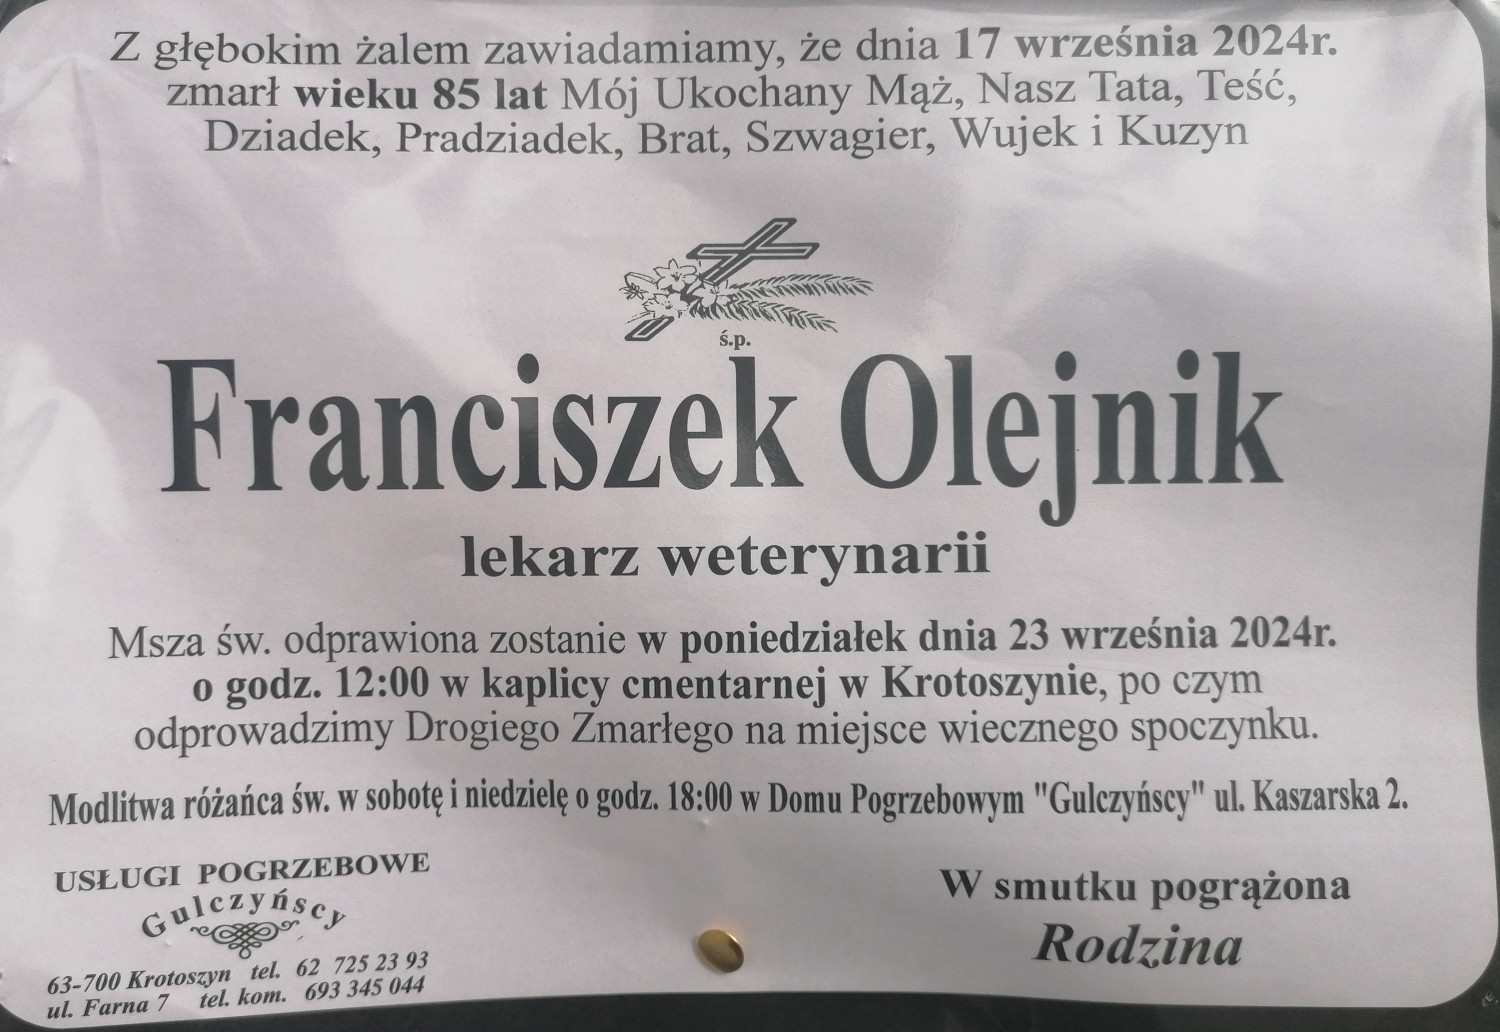 Z głębokim żalem zawiadamiamy, że dnia 17 września 2024r.
zmarł wieku 85 lat Mój Ukochany Mąż, Nasz Tata, Teść,
Dziadek, Pradziadek, Brat, Szwagier, Wujek i Kuzyn
ś.p.
Franciszek Olejnik
lekarz weterynarii
Msza św. odprawiona zostanie w poniedziałek dnia 23 września 2024r.
o godz. 12:00 w kaplicy cmentarnej w Krotoszynie, po czym
odprowadzimy Drogiego Zmarłego na miejsce wiecznego spoczynku.
Modlitwa różańca św. w sobotę i niedzielę o godz. 18:00 w Domu Pogrzebowym "Gulczyńscy" ul. Kaszarska 2.
USŁUGI POGRZEBOWE
Gulczyńscy
63-700 Krotoszyn tel. 62 725 23 93
ul. Farna 7 tel. kom. 693 345 044
W smutku pogrążona
Rodzina